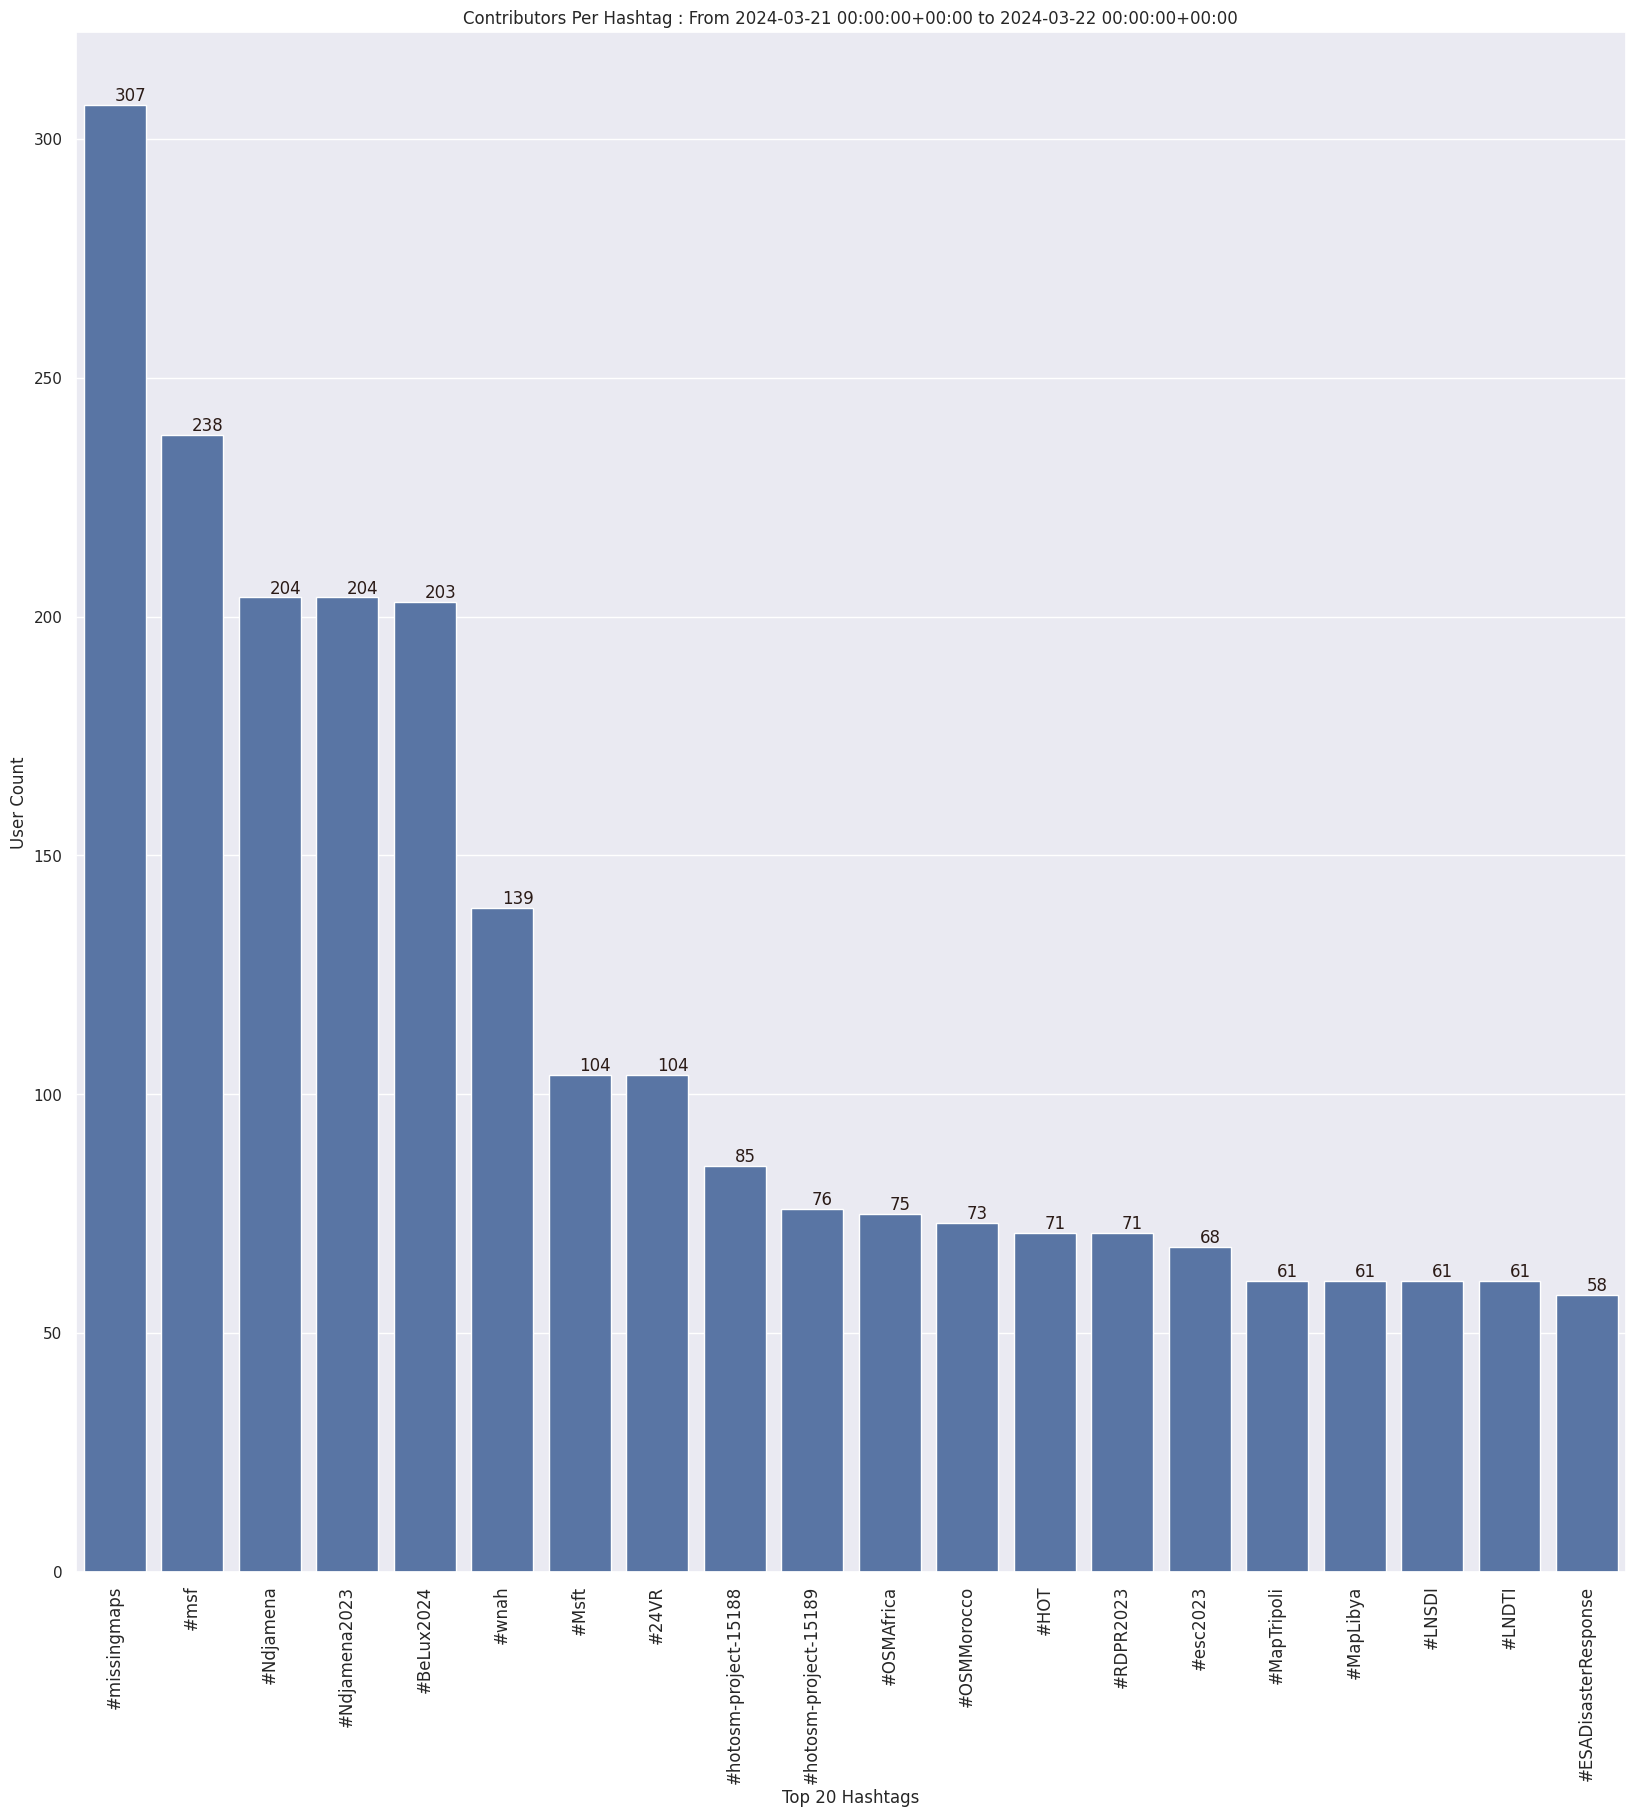 Contributors Per Hashtag : From 2024-03-21 00:00:00+00:00 to 2024-03-22 00:00:00+00:00
User Count
300
250
200
150
100
50
0
307
238
204
204
203
139
104
104
85
76
75
73
71
71
68
61
61
61
61
58
#missingmaps
#msf
#Ndjamena
#Ndjamena2023
#BeLux2024
#wnah
#Msft
#24VR
#hotosm-project-15188
#hotosm-project-15189
#OSMAfrica
#OSMMorocco
#HOT
#RDPR2023
#esc2023
#MapTripoli
#MapLibya
#LNSDI
#LNDTI
#ESADisasterResponse
Top 20 Hashtags